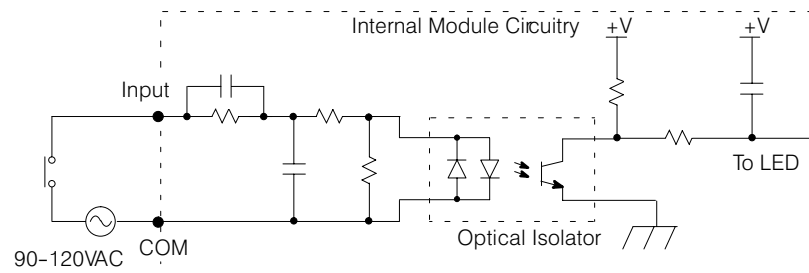 Internal Module Circuitry
+V
+V
Input
To LED
COM
Optical Isolator
90-120VAC